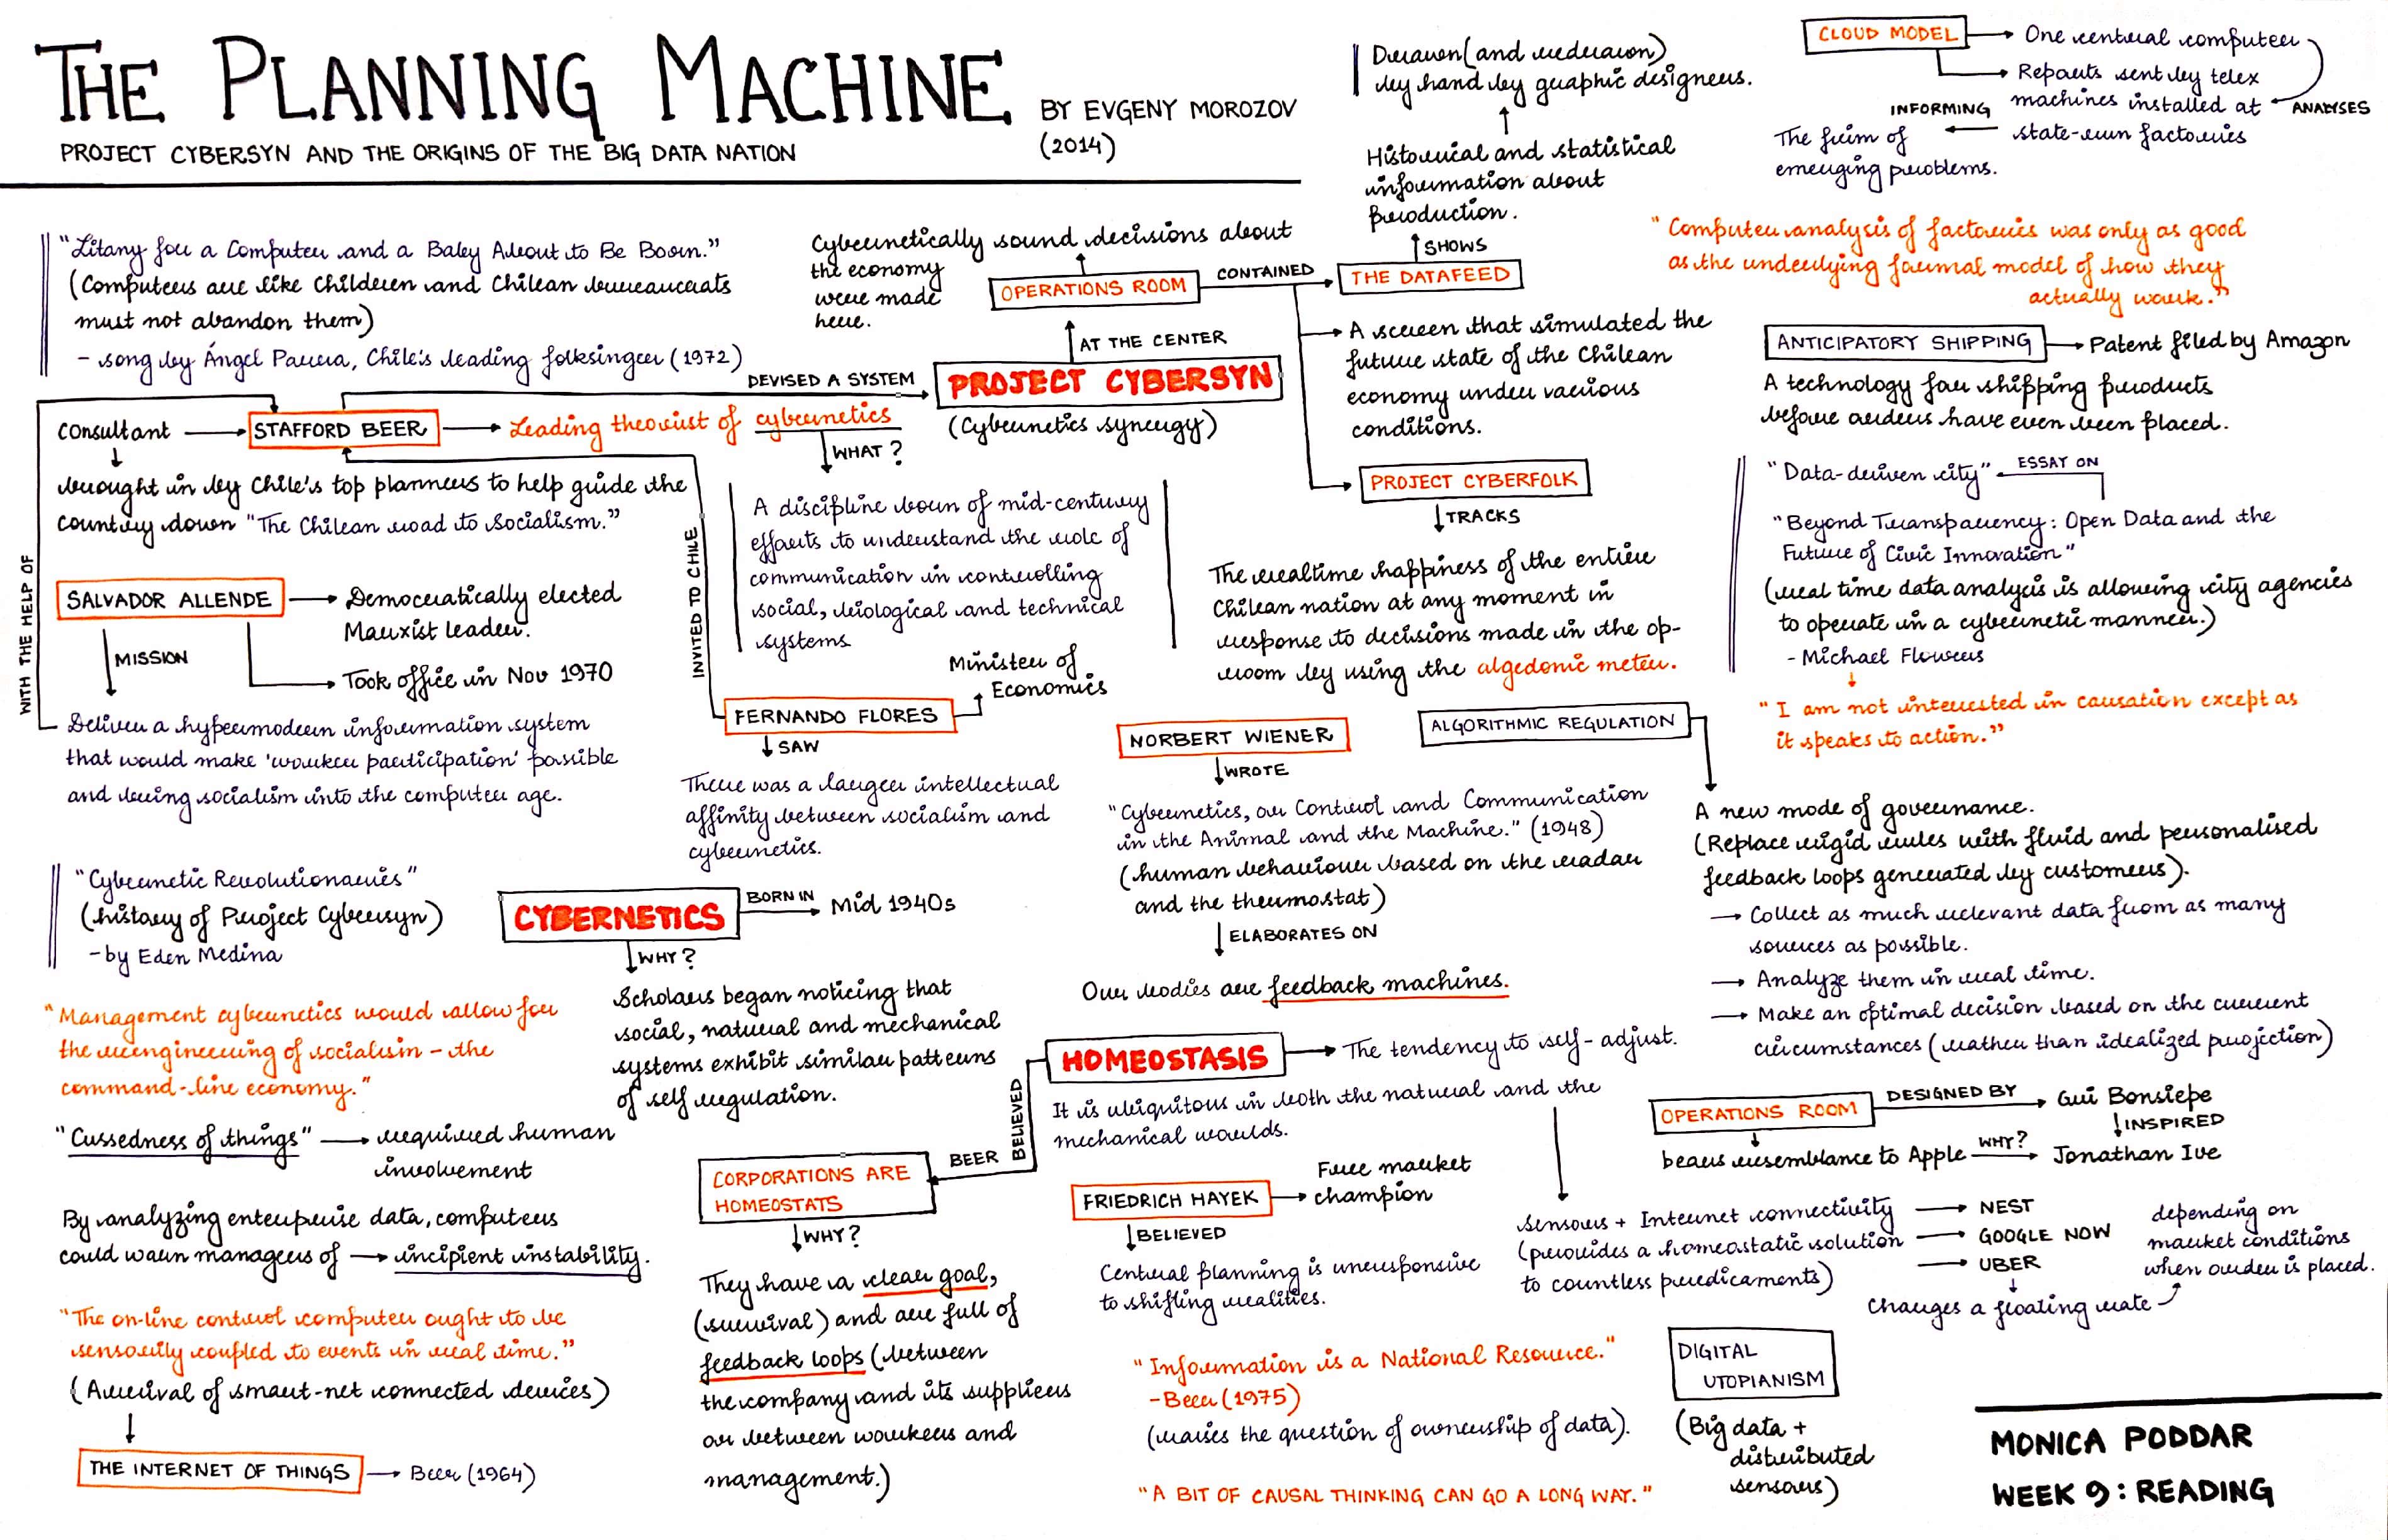 THE PLANNING MACHINE
BY EVGENY MOROZOV
(2014)
PROJECT CYBERSYN AND THE ORIGINS OF THE BIG DATA NATION
"Litany for a Computer and a Baby About to Be Born."
(Computers are like Children and Chilean bureaucrats
must not abandon them)
- song by Ángel Parra, Chile's leading folksinger (1972)
Consultant
STAFFORD BEER
Leading theorist of cybernetics
brought in by Chile's top planners to help guide the
country down "The Chilean road to Socialism."
WITH THE HELP OF
SALVADOR ALLENDE
Democratically elected
Marxist leader.
Took office in Nov 1970
MISSION
Deliver a hypermodern information system
that would make 'worker participation' possible
and bring socialism into the computer age.
DEVISED A SYSTEM
PROJECT CYBERSYN
(Cybernetics synergy)
AT THE CENTER
OPERATIONS ROOM
Cybernetically sound decisions about
the economy
were made
here.
CONTAINED
THE DATAFEED
SHOWS
Historical and statistical
information about
production.
Drawn (and redrawn)
by hand by graphic designers.
A screen that simulated the
future state of the Chilean
economy under various
conditions.
PROJECT CYBERFOLK
TRACKS
The realtime happiness of the entire
Chilean nation at any moment in
response to decisions made in the op-
room by using the algedonic meter.
WHAT?
A discipline born of mid-century
efforts to understand the role of
communication in controlling
social, biological and technical
systems
INVITED TO CHILE
FERNANDO FLORES
Minister of
Economics
SAW
There was a larger intellectual
affinity between socialism and
cybernetics.
CLOUD MODEL
One central computer
Reports sent by telex
machines installed at
state-run factories
ANALYSES
INFORMING
The firm of
emerging problems.
"Computer analysis of factories was only as good
as the underlying formal model of how they
actually work."
ANTICIPATORY SHIPPING
Patent filed by Amazon
A technology for shipping products
before orders have even been placed.
"Data-driven city"
ESSAY ON
"Beyond Transparency: Open Data and the
Future of Civic Innovation"
(real time data analysis is allowing city agencies
to operate in a cybernetic manner.)
- Michael Flowers
"I am not interested in causation except as
it speaks to action."
NORBERT WIENER
WROTE
"Cybernetics, or Control and Communication
in the Animal and the Machine." (1948)
(human behaviour based on the radar
and the thermostat)
ELABORATES ON
Our bodies are feedback machines.
ALGORITHMIC REGULATION
A new mode of governance.
(Replace rigid rules with fluid and personalised
feedback loops generated by customers).
Collect as much relevant data from as many
sources as possible.
Analyze them in real time.
Make an optimal decision based on the current
circumstances (rather than idealized projection)
"Cybernetic Revolutionaries"
(history of Project Cybersyn)
- by Eden Medina
CYBERNETICS
BORN IN
Mid 1940s
WHY?
Scholars began noticing that
social, natural and mechanical
systems exhibit similar patterns
of self regulation.
"Management cybernetics would allow for
the reengineering of socialism - the
command-line economy."
"Cussedness of things"
required human
involvement
By analyzing enterprise data, computers
could warn managers of
incipient instability.
"The on-line control computer ought to be
sensorily coupled to events in real time."
(Arrival of smart-net connected devices)
THE INTERNET OF THINGS
Beer (1964)
HOMEOSTASIS
The tendency to self-adjust.
It is ubiquitous in both the natural and the
mechanical worlds.
BELIEVED
BEER
CORPORATIONS ARE
HOMEOSTATS
WHY?
They have a clear goal,
(survival) and are full of
feedback loops (between
the company and its suppliers
or between workers and
management.)
FRIEDRICH HAYEK
Free market
champion
BELIEVED
Central planning is unresponsive
to shifting realities.
OPERATIONS ROOM
DESIGNED BY
Gui Bonsiepe
INSPIRED
Jonathan Ive
bears resemblance to Apple
WHY?
sensors + Internet connectivity
(provides a homeostatic solution
to countless predicaments)
NEST
GOOGLE NOW
UBER
Changes a floating rate
depending on
market conditions
when order is placed.
"Information is a National Resource."
- Beer (1975)
(raises the question of ownership of data).
"A BIT OF CAUSAL THINKING CAN GO A LONG WAY."
DIGITAL
UTOPIANISM
(Big data +
distributed
sensors)
MONICA PODDAR
WEEK 9: READING